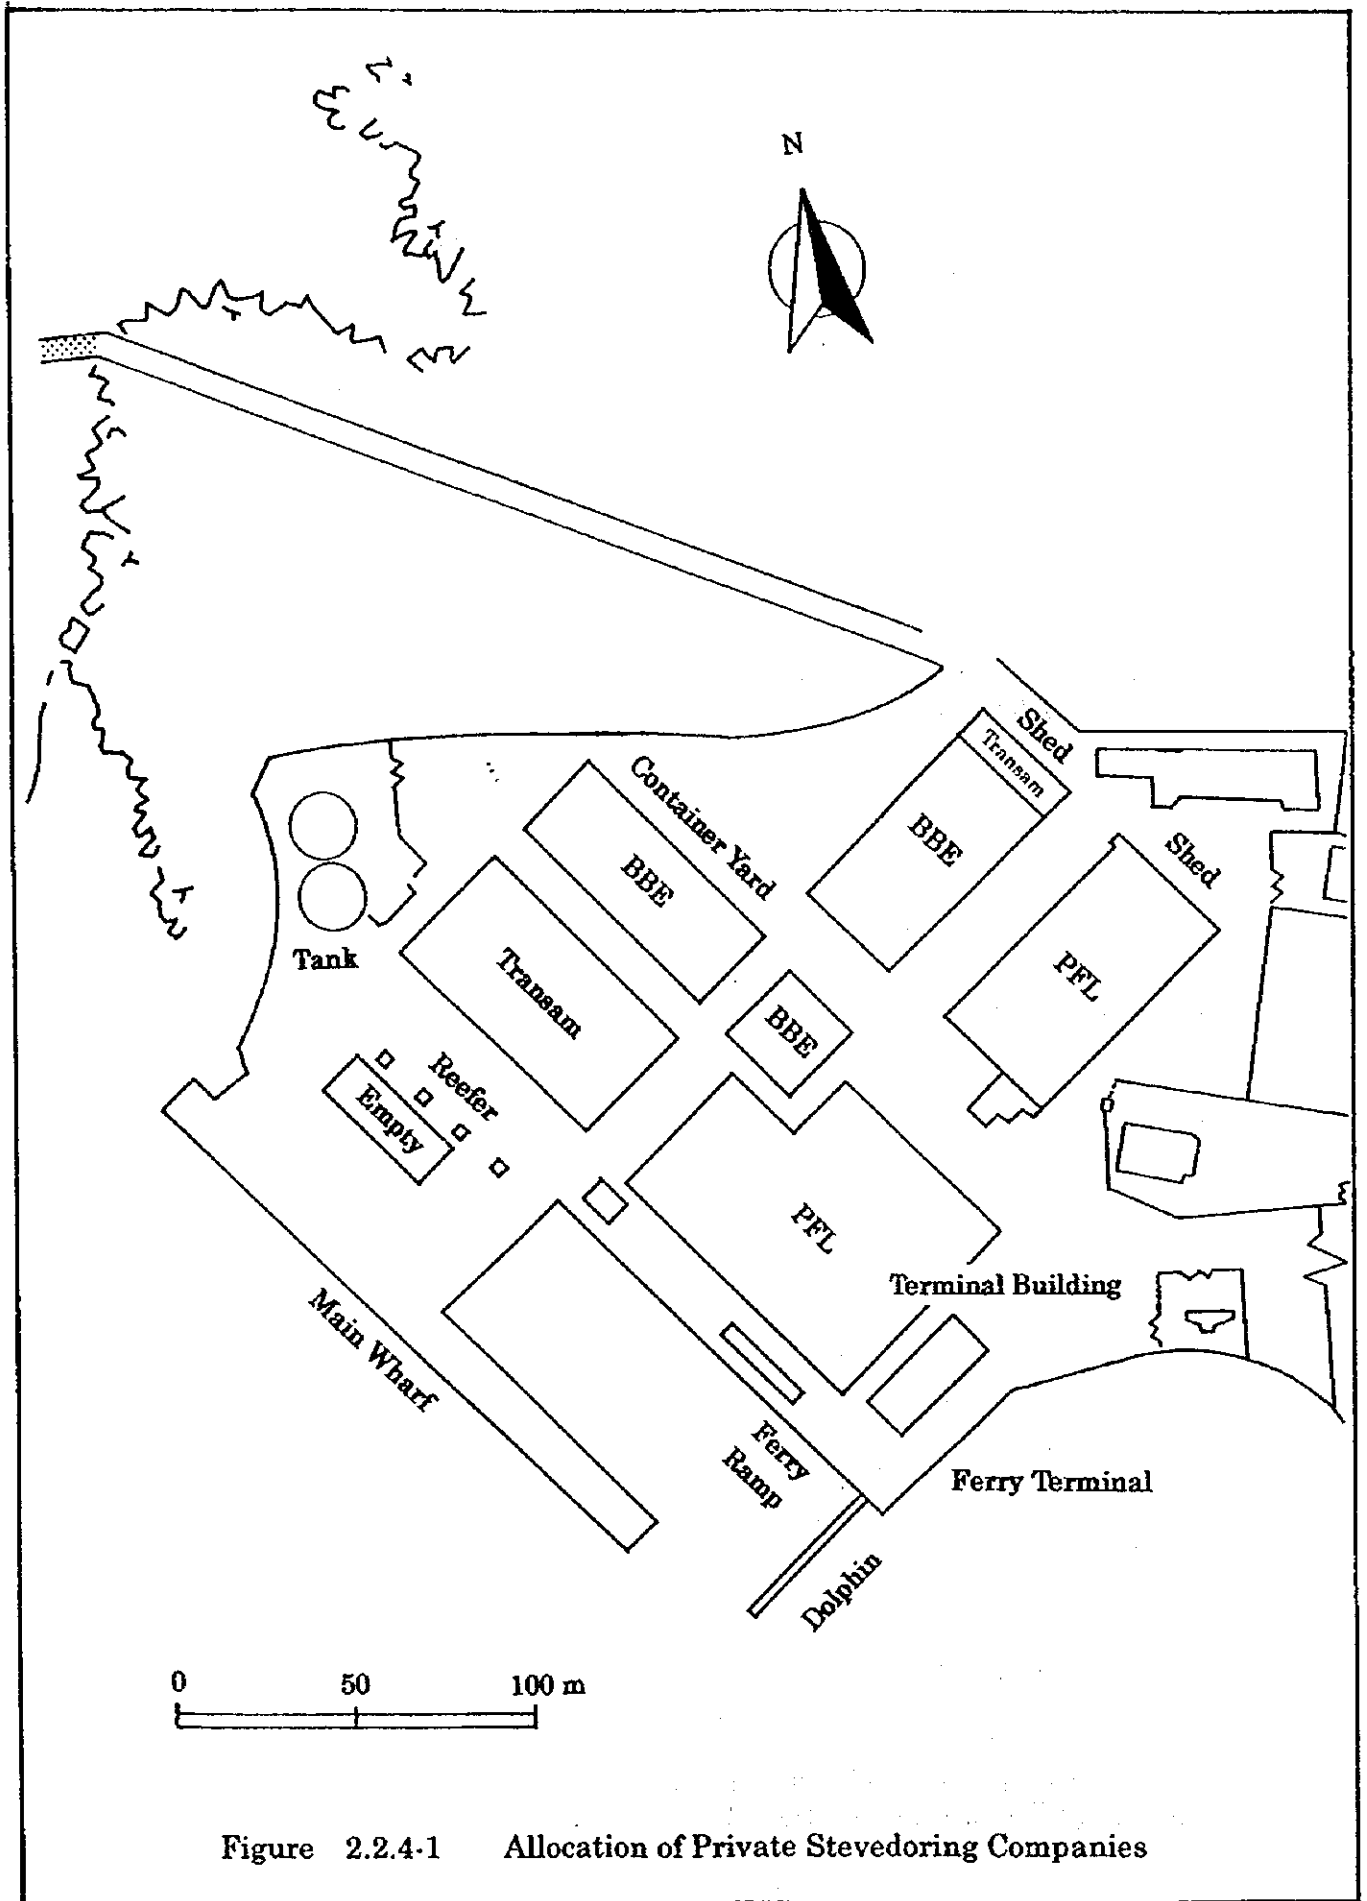 N
Shed
Transam
BBE
Container Yard
BBE
Shed
PFL
Tank
Transam
BBE
Reefer
Empty
PFL
Terminal Building
Main Wharf
Ferry
Ramp
Ferry Terminal
Dolphin
0 50 100 m
Figure 2.2.4-1 Allocation of Private Stevedoring Companies